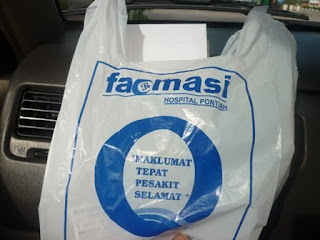 farmasi
HOSPITAL PONTIAN
"MAKLUMAT
TEPAT
PESAKIT
SELAMAT"